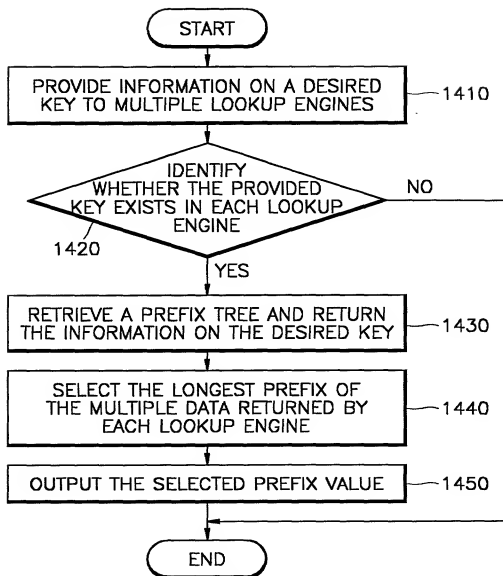 START
PROVIDE INFORMATION ON A DESIRED
KEY TO MULTIPLE LOOKUP ENGINES
1410
IDENTIFY
WHETHER THE PROVIDED
KEY EXISTS IN EACH LOOKUP
ENGINE
NO
1420
YES
RETRIEVE A PREFIX TREE AND RETURN
THE INFORMATION ON THE DESIRED KEY
1430
SELECT THE LONGEST PREFIX OF
THE MULTIPLE DATA RETURNED BY
EACH LOOKUP ENGINE
1440
OUTPUT THE SELECTED PREFIX VALUE
1450
END